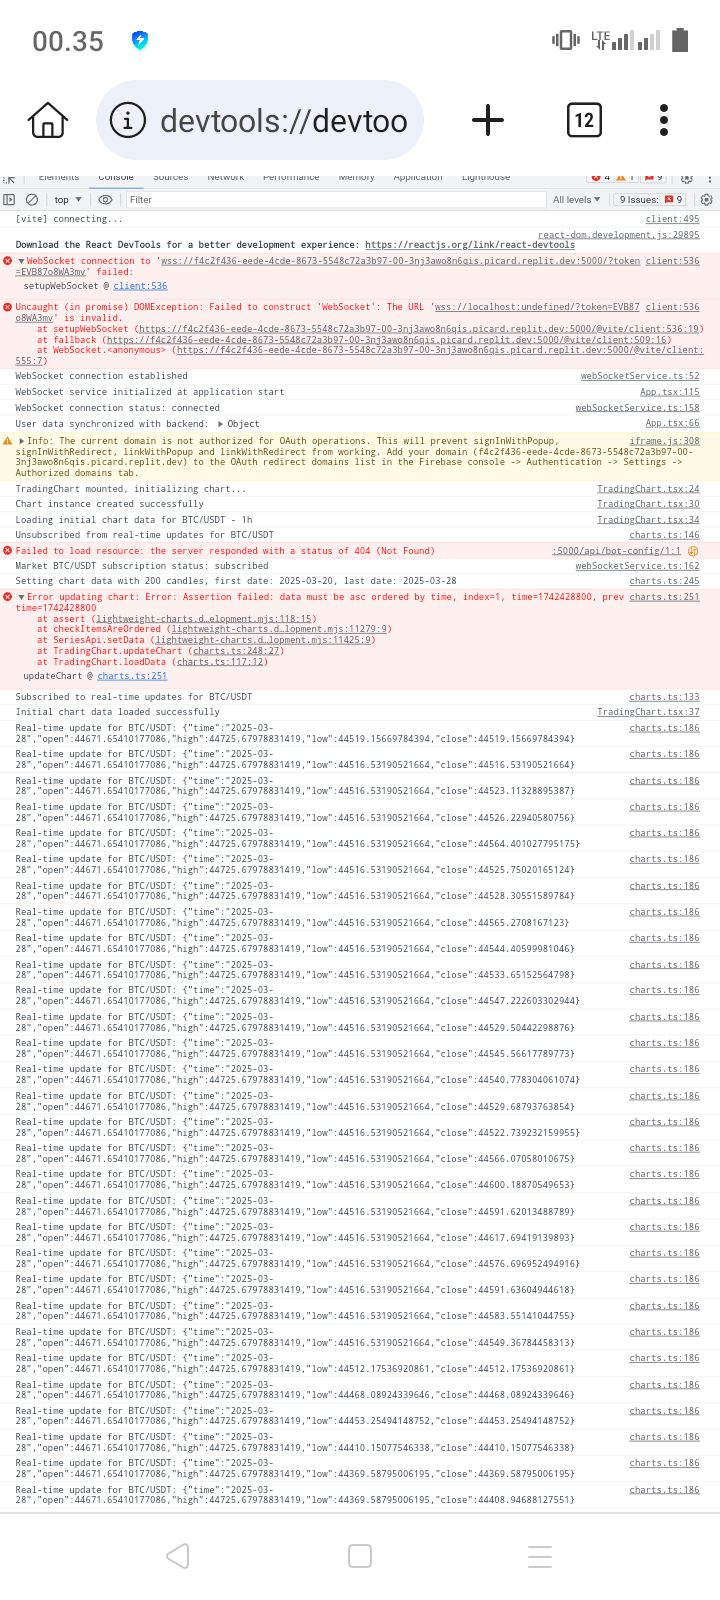 00.35
LTE
devtools://devtoo
12
Elements Console Sources Network Performance Memory Application Lighthouse 4 1 9
top ▼ Filter All levels ▼ 9 Issues: 9
[vite] connecting... client:495
react-dom.development.js:29895
Download the React DevTools for a better development experience: https://reactjs.org/link/react-devtools
▼WebSocket connection to 'wss://f4c2f436-eede-4cde-8673-5548c72a3b97-00-3nj3awo8n6qis.picard.replit.dev:5000/?token client:536
=EVB87o8WA3mv' failed:
setupWebSocket @ client:536
Uncaught (in promise) DOMException: Failed to construct 'WebSocket': The URL 'wss://localhost:undefined/?token=EVB87 client:536
o8WA3mv' is invalid.
at setupWebSocket (https://f4c2f436-eede-4cde-8673-5548c72a3b97-00-3nj3awo8n6qis.picard.replit.dev:5000/@vite/client:536:19)
at fallback (https://f4c2f436-eede-4cde-8673-5548c72a3b97-00-3nj3awo8n6qis.picard.replit.dev:5000/@vite/client:509:16)
at WebSocket.<anonymous> (https://f4c2f436-eede-4cde-8673-5548c72a3b97-00-3nj3awo8n6qis.picard.replit.dev:5000/@vite/client:
555:7)
WebSocket connection established webSocketService.ts:52
WebSocket service initialized at application start App.tsx:115
WebSocket connection status: connected webSocketService.ts:158
User data synchronized with backend: ▶ Object App.tsx:66
▶Info: The current domain is not authorized for OAuth operations. This will prevent signInWithPopup, iframe.js:308
signInWithRedirect, linkWithPopup and linkWithRedirect from working. Add your domain (f4c2f436-eede-4cde-8673-5548c72a3b97-00-
3nj3awo8n6qis.picard.replit.dev) to the OAuth redirect domains list in the Firebase console -> Authentication -> Settings ->
Authorized domains tab.
TradingChart mounted, initializing chart... TradingChart.tsx:24
Chart instance created successfully TradingChart.tsx:30
Loading initial chart data for BTC/USDT - 1h TradingChart.tsx:34
Unsubscribed from real-time updates for BTC/USDT charts.ts:146
Failed to load resource: the server responded with a status of 404 (Not Found) :5000/api/bot-config/1:1
Market BTC/USDT subscription status: subscribed webSocketService.ts:162
Setting chart data with 200 candles, first date: 2025-03-20, last date: 2025-03-28 charts.ts:245
▼Error updating chart: Error: Assertion failed: data must be asc ordered by time, index=1, time=1742428800, prev charts.ts:251
time=1742428800
at assert (lightweight-charts.d…elopment.mjs:118:15)
at checkItemsAreOrdered (lightweight-charts.d…lopment.mjs:11279:9)
at SeriesApi.setData (lightweight-charts.d…lopment.mjs:11425:9)
at TradingChart.updateChart (charts.ts:248:27)
at TradingChart.loadData (charts.ts:117:12)
updateChart @ charts.ts:251
Subscribed to real-time updates for BTC/USDT charts.ts:133
Initial chart data loaded successfully TradingChart.tsx:37
Real-time update for BTC/USDT: {"time":"2025-03- charts.ts:186
28","open":44671.65410177086,"high":44725.67978831419,"low":44519.15669784394,"close":44519.15669784394}
Real-time update for BTC/USDT: {"time":"2025-03- charts.ts:186
28","open":44671.65410177086,"high":44725.67978831419,"low":44516.53190521664,"close":44516.53190521664}
Real-time update for BTC/USDT: {"time":"2025-03- charts.ts:186
28","open":44671.65410177086,"high":44725.67978831419,"low":44516.53190521664,"close":44523.11328895387}
Real-time update for BTC/USDT: {"time":"2025-03- charts.ts:186
28","open":44671.65410177086,"high":44725.67978831419,"low":44516.53190521664,"close":44526.22940580756}
Real-time update for BTC/USDT: {"time":"2025-03- charts.ts:186
28","open":44671.65410177086,"high":44725.67978831419,"low":44516.53190521664,"close":44564.401027795175}
Real-time update for BTC/USDT: {"time":"2025-03- charts.ts:186
28","open":44671.65410177086,"high":44725.67978831419,"low":44516.53190521664,"close":44525.75020165124}
Real-time update for BTC/USDT: {"time":"2025-03- charts.ts:186
28","open":44671.65410177086,"high":44725.67978831419,"low":44516.53190521664,"close":44528.30551589784}
Real-time update for BTC/USDT: {"time":"2025-03- charts.ts:186
28","open":44671.65410177086,"high":44725.67978831419,"low":44516.53190521664,"close":44565.2708167123}
Real-time update for BTC/USDT: {"time":"2025-03- charts.ts:186
28","open":44671.65410177086,"high":44725.67978831419,"low":44516.53190521664,"close":44544.40599981046}
Real-time update for BTC/USDT: {"time":"2025-03- charts.ts:186
28","open":44671.65410177086,"high":44725.67978831419,"low":44516.53190521664,"close":44533.65152564798}
Real-time update for BTC/USDT: {"time":"2025-03- charts.ts:186
28","open":44671.65410177086,"high":44725.67978831419,"low":44516.53190521664,"close":44547.222603302944}
Real-time update for BTC/USDT: {"time":"2025-03- charts.ts:186
28","open":44671.65410177086,"high":44725.67978831419,"low":44516.53190521664,"close":44529.50442298876}
Real-time update for BTC/USDT: {"time":"2025-03- charts.ts:186
28","open":44671.65410177086,"high":44725.67978831419,"low":44516.53190521664,"close":44545.56617789773}
Real-time update for BTC/USDT: {"time":"2025-03- charts.ts:186
28","open":44671.65410177086,"high":44725.67978831419,"low":44516.53190521664,"close":44540.778304061074}
Real-time update for BTC/USDT: {"time":"2025-03- charts.ts:186
28","open":44671.65410177086,"high":44725.67978831419,"low":44516.53190521664,"close":44529.68793763854}
Real-time update for BTC/USDT: {"time":"2025-03- charts.ts:186
28","open":44671.65410177086,"high":44725.67978831419,"low":44516.53190521664,"close":44522.739232159955}
Real-time update for BTC/USDT: {"time":"2025-03- charts.ts:186
28","open":44671.65410177086,"high":44725.67978831419,"low":44516.53190521664,"close":44566.07058010675}
Real-time update for BTC/USDT: {"time":"2025-03- charts.ts:186
28","open":44671.65410177086,"high":44725.67978831419,"low":44516.53190521664,"close":44600.18870549653}
Real-time update for BTC/USDT: {"time":"2025-03- charts.ts:186
28","open":44671.65410177086,"high":44725.67978831419,"low":44516.53190521664,"close":44591.62013488789}
Real-time update for BTC/USDT: {"time":"2025-03- charts.ts:186
28","open":44671.65410177086,"high":44725.67978831419,"low":44516.53190521664,"close":44617.69419139893}
Real-time update for BTC/USDT: {"time":"2025-03- charts.ts:186
28","open":44671.65410177086,"high":44725.67978831419,"low":44516.53190521664,"close":44576.696952494916}
Real-time update for BTC/USDT: {"time":"2025-03- charts.ts:186
28","open":44671.65410177086,"high":44725.67978831419,"low":44516.53190521664,"close":44591.63604944618}
Real-time update for BTC/USDT: {"time":"2025-03- charts.ts:186
28","open":44671.65410177086,"high":44725.67978831419,"low":44516.53190521664,"close":44583.55141044755}
Real-time update for BTC/USDT: {"time":"2025-03- charts.ts:186
28","open":44671.65410177086,"high":44725.67978831419,"low":44516.53190521664,"close":44549.36784458313}
Real-time update for BTC/USDT: {"time":"2025-03- charts.ts:186
28","open":44671.65410177086,"high":44725.67978831419,"low":44512.17536920861,"close":44512.17536920861}
Real-time update for BTC/USDT: {"time":"2025-03- charts.ts:186
28","open":44671.65410177086,"high":44725.67978831419,"low":44468.08924339646,"close":44468.08924339646}
Real-time update for BTC/USDT: {"time":"2025-03- charts.ts:186
28","open":44671.65410177086,"high":44725.67978831419,"low":44453.25494148752,"close":44453.25494148752}
Real-time update for BTC/USDT: {"time":"2025-03- charts.ts:186
28","open":44671.65410177086,"high":44725.67978831419,"low":44410.15077546338,"close":44410.15077546338}
Real-time update for BTC/USDT: {"time":"2025-03- charts.ts:186
28","open":44671.65410177086,"high":44725.67978831419,"low":44369.58795006195,"close":44369.58795006195}
Real-time update for BTC/USDT: {"time":"2025-03- charts.ts:186
28","open":44671.65410177086,"high":44725.67978831419,"low":44369.58795006195,"close":44408.94688127551}